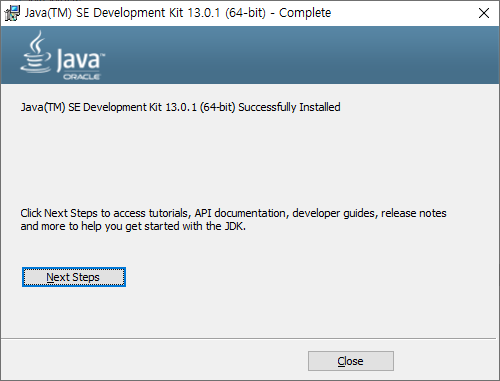 Java(TM) SE Development Kit 13.0.1 (64-bit) - Complete
Java™
ORACLE
Java(TM) SE Development Kit 13.0.1 (64-bit) Successfully Installed
Click Next Steps to access tutorials, API documentation, developer guides, release notes
and more to help you get started with the JDK.
Next Steps
Close